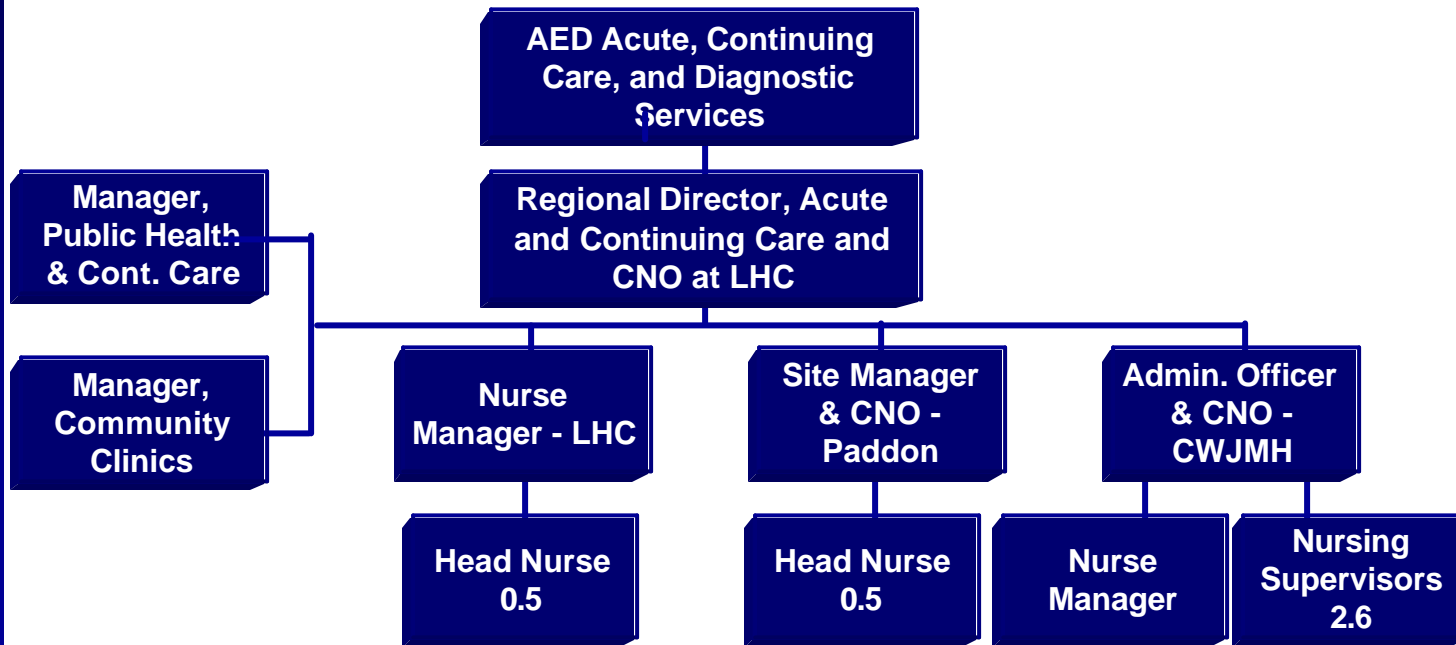 AED Acute, Continuing
Care, and Diagnostic
Services
Manager,
Public Health
& Cont. Care
Regional Director, Acute
and Continuing Care and
CNO at LHC
Manager,
Community
Clinics
Nurse
Manager - LHC
Site Manager
& CNO -
Paddon
Admin. Officer
& CNO -
CWJMH
Head Nurse
0.5
Head Nurse
0.5
Nurse
Manager
Nursing
Supervisors
2.6